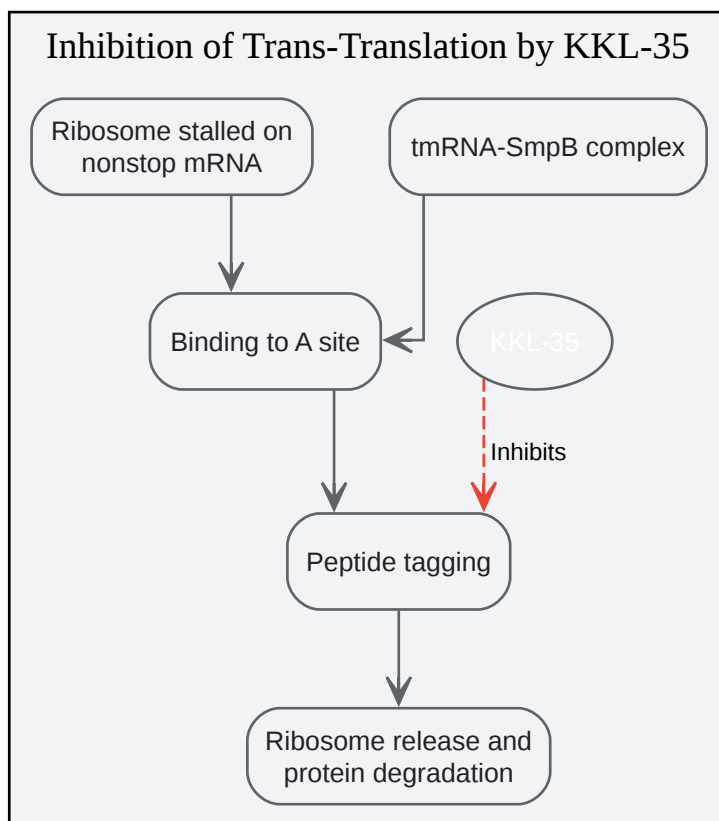 Inhibition of Trans-Translation by KKL-35
Ribosome stalled on
nonstop mRNA
tmRNA-SmpB complex
Binding to A site
KKL-35
Inhibits
Peptide tagging
Ribosome release and
protein degradation